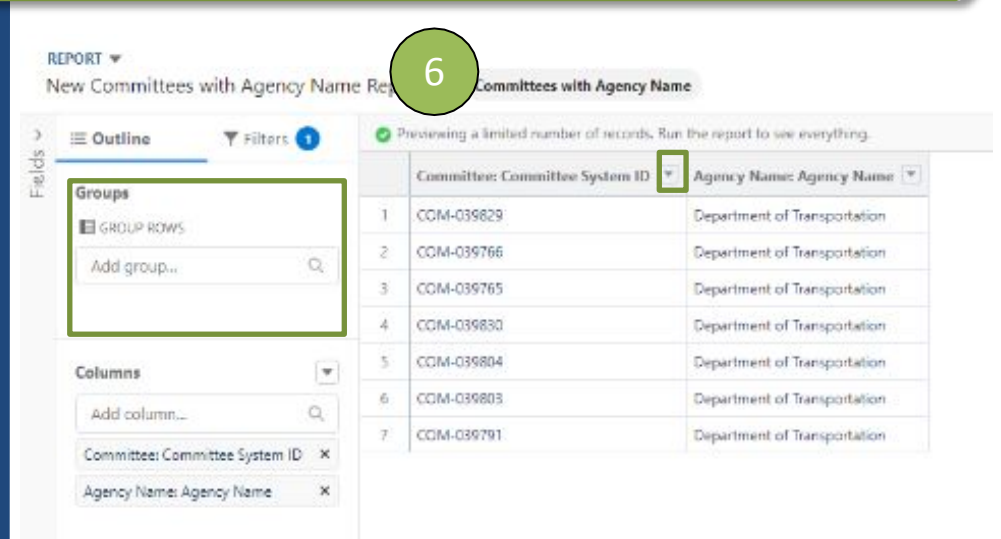 REPORT
New Committees with Agency Name Rep
6
Committees with Agency Name
Fields
Outline
Filters 1
Previewing a limited number of records. Run the report to see everything.
Groups
GROUP ROWS
Add group...
Columns
Add column...
Committee: Committee System ID
Agency Name: Agency Name
Committee: Committee System ID Agency Name: Agency Name
1 COM-039829 Department of Transportation
2 COM-039766 Department of Transportation
3 COM-039765 Department of Transportation
4 COM-039830 Department of Transportation
5 COM-039804 Department of Transportation
6 COM-039803 Department of Transportation
7 COM-039791 Department of Transportation